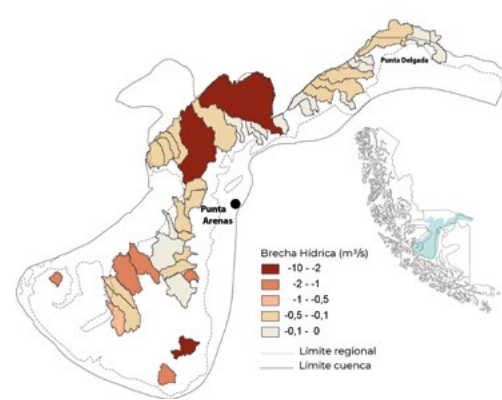 Punta Delgada
Punta
Arenas
Brecha Hídrica (m³/s)
-10 - -2
-2 - -1
-1 - -0,5
-0,5 - -0,1
-0,1 - 0
Límite regional
Límite cuenca